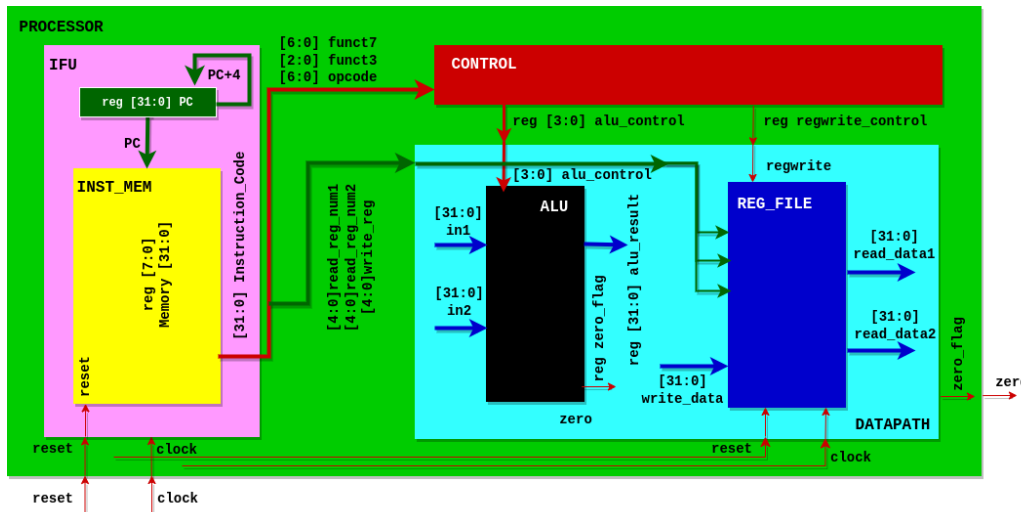 PROCESSOR
IFU
PC+4
reg [31:0] PC
PC
INST_MEM
reg [7:0]
Memory [31:0]
reset
[31:0] Instruction_Code
[6:0] funct7
[2:0] funct3
[6:0] opcode
CONTROL
reg [3:0] alu_control
reg regwrite_control
[4:0]read_reg_num1
[4:0]read_reg_num2
[4:0]write_reg
[3:0] alu_control
regwrite
ALU
[31:0]
in1
[31:0]
in2
reg [31:0] alu_result
reg zero_flag
zero
REG_FILE
[31:0]
read_data1
[31:0]
read_data2
[31:0]
write_data
DATAPATH
zero_flag
reset
clock
reset
clock
reset
clock